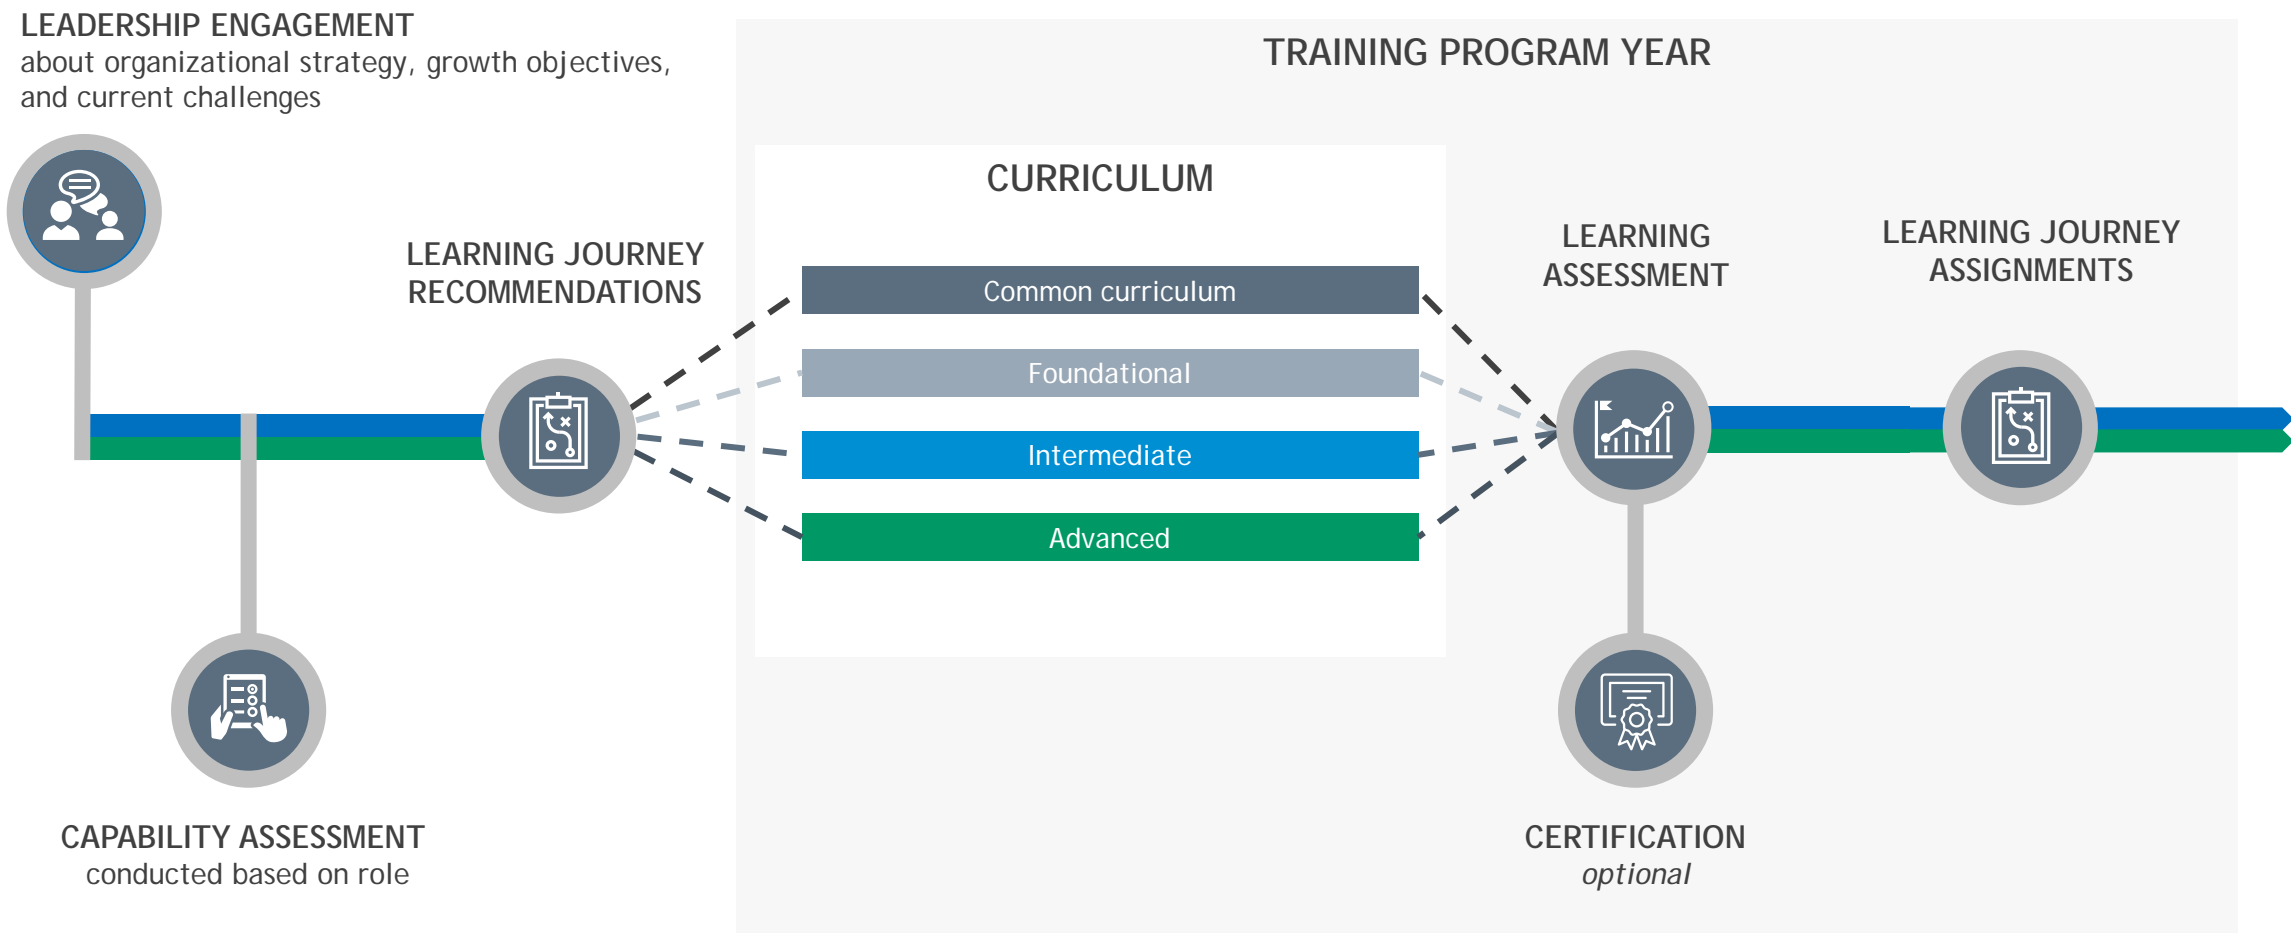 LEADERSHIP ENGAGEMENT
about organizational strategy, growth objectives,
and current challenges
TRAINING PROGRAM YEAR
CURRICULUM
LEARNING JOURNEY
RECOMMENDATIONS
Common curriculum
Foundational
Intermediate
Advanced
LEARNING
ASSESSMENT
LEARNING JOURNEY
ASSIGNMENTS
CAPABILITY ASSESSMENT
conducted based on role
CERTIFICATION
optional